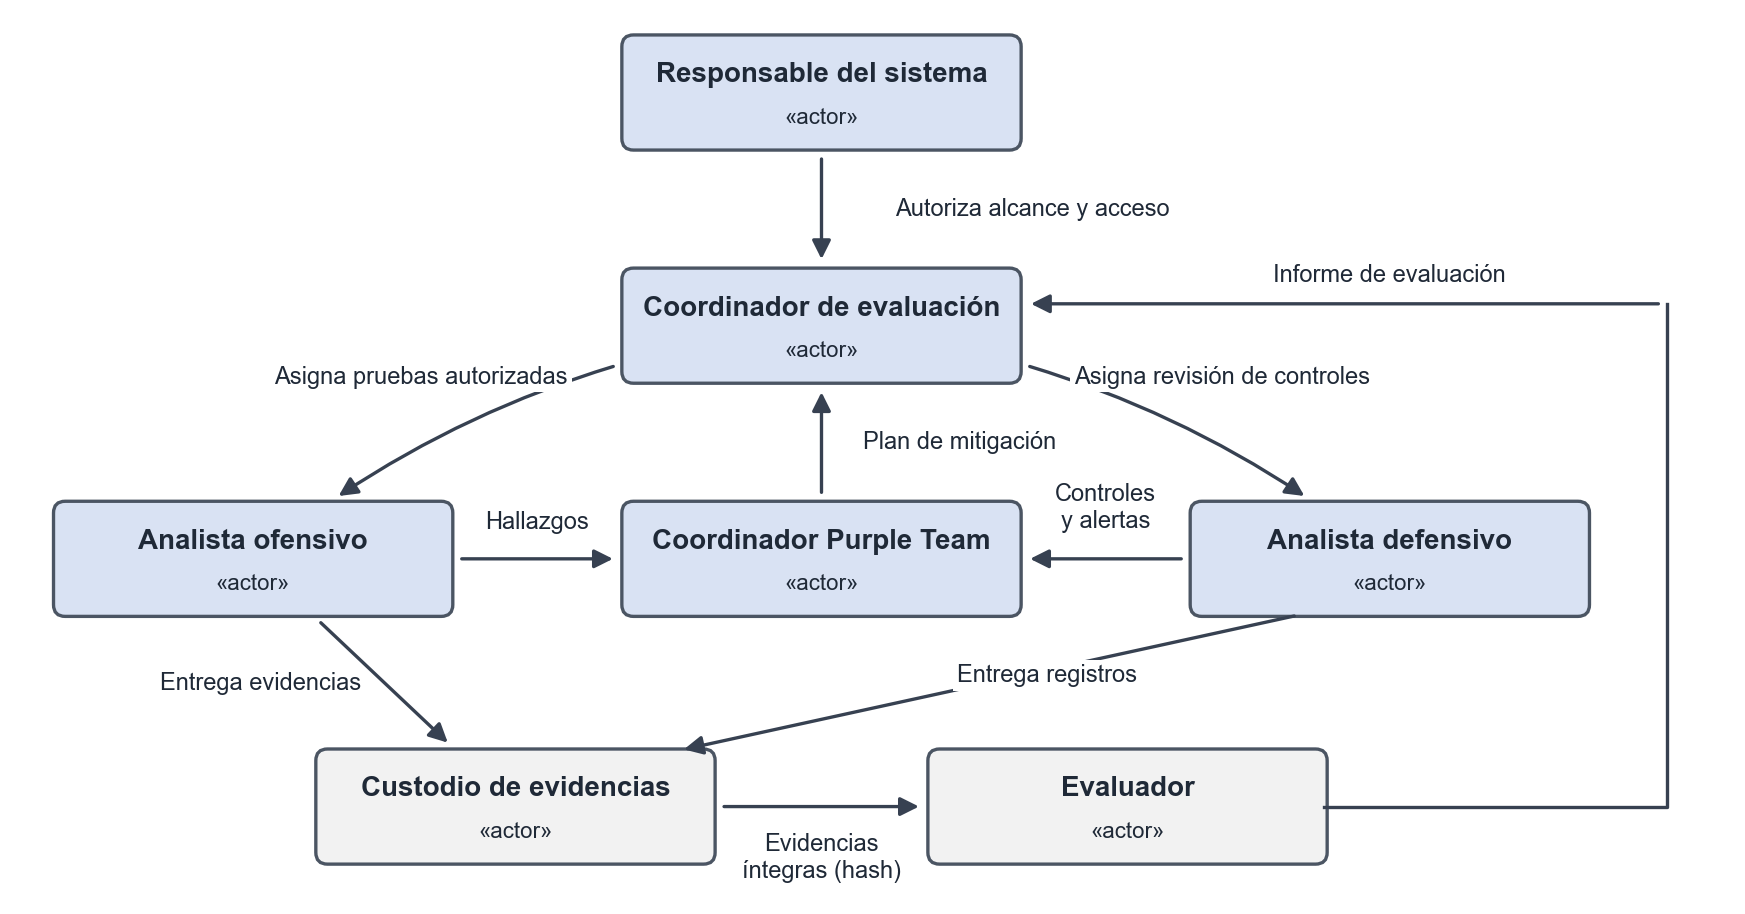 Responsable del sistema
«actor»
Autoriza alcance y acceso
Informe de evaluación
Coordinador de evaluación
«actor»
Asigna pruebas autorizadas
Asigna revisión de controles
Plan de mitigación
Hallazgos
Controles
y alertas
Analista ofensivo
«actor»
Coordinador Purple Team
«actor»
Analista defensivo
«actor»
Entrega evidencias
Entrega registros
Custodio de evidencias
«actor»
Evaluador
«actor»
Evidencias
íntegras (hash)